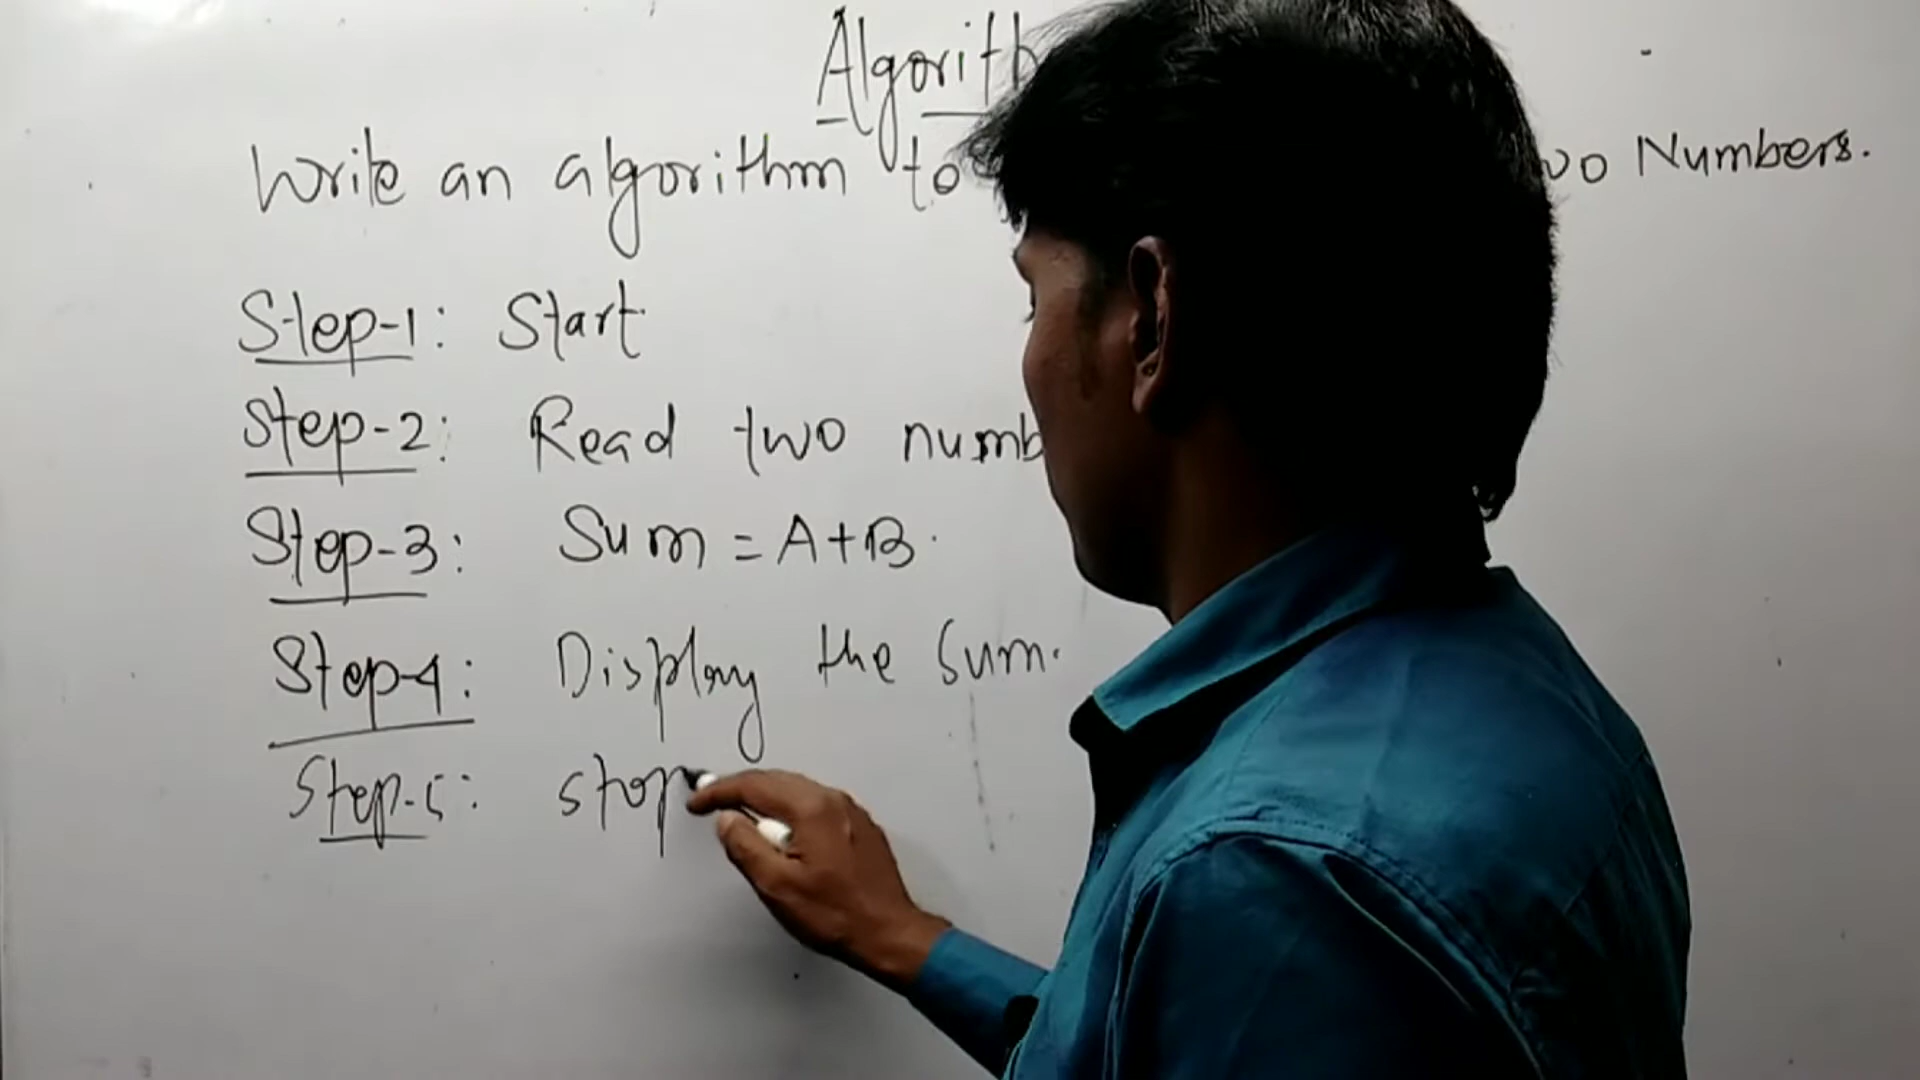 Algorith
Write an algorithm to wo Numbers.
Step-1: Start.
Step-2: Read two numb
Step-3: Sum = A+B.
Step-4: Display the Sum.
Step-5: stop